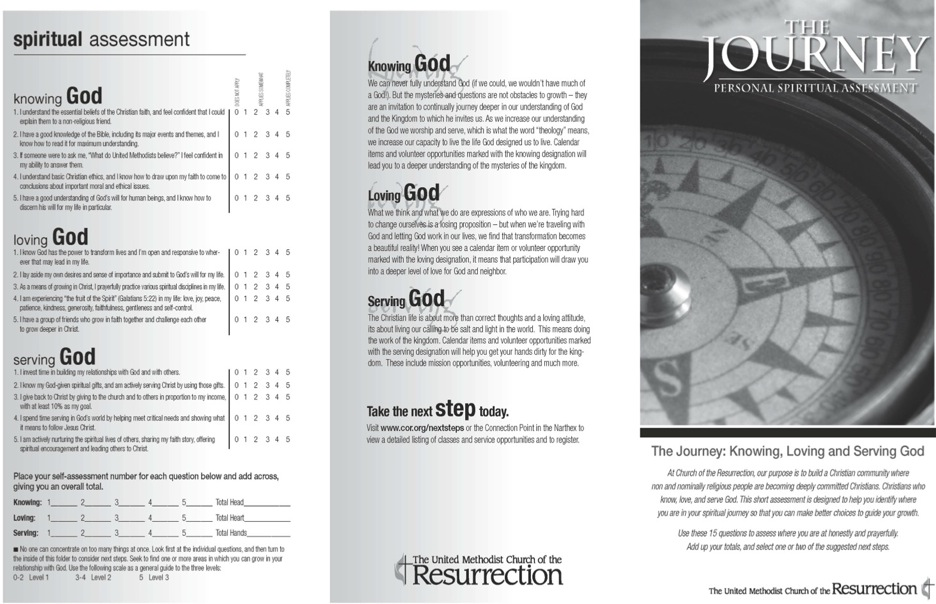 spiritual assessment
DOES NOT APPLY
APPLIES SOMEWHAT
APPLIES COMPLETELY
knowing God
1. I understand the essential beliefs of the Christian faith, and feel confident that I could 0 1 2 3 4 5
explain them to a non-religious friend.
2. I have a good knowledge of the Bible, including its major events and themes, and I 0 1 2 3 4 5
know how to read it for maximum understanding.
3. If someone were to ask me, “What do United Methodists believe?” I feel confident in 0 1 2 3 4 5
my ability to answer them.
4. I understand basic Christian ethics, and I know how to draw upon my faith to come to 0 1 2 3 4 5
conclusions about important moral and ethical issues.
5. I have a good understanding of God’s will for human beings, and I know how to 0 1 2 3 4 5
discern his will for my life in particular.
loving God
1. I know God has the power to transform lives and I’m open and responsive to wher- 0 1 2 3 4 5
ever that may lead in my life.
2. I lay aside my own desires and sense of importance and submit to God’s will for my life. 0 1 2 3 4 5
3. As a means of growing in Christ, I prayerfully practice various spiritual disciplines in my life. 0 1 2 3 4 5
4. I am experiencing “the fruit of the Spirit” (Galatians 5:22) in my life: love, joy, peace, 0 1 2 3 4 5
patience, kindness, generosity, faithfulness, gentleness and self-control.
5. I have a group of friends who grow in faith together and challenge each other 0 1 2 3 4 5
to grow deeper in Christ.
serving God
1. I invest time in building my relationships with God and with others. 0 1 2 3 4 5
2. I know my God-given spiritual gifts, and am actively serving Christ by using those gifts. 0 1 2 3 4 5
3. I give back to Christ by giving to the church and to others in proportion to my income, 0 1 2 3 4 5
with at least 10% as my goal.
4. I spend time serving in God’s world by helping meet critical needs and showing what 0 1 2 3 4 5
it means to follow Jesus Christ.
5. I am actively nurturing the spiritual lives of others, sharing my faith story, offering 0 1 2 3 4 5
spiritual encouragement and leading others to Christ.
Place your self-assessment number for each question below and add across,
giving you an overall total.
Knowing: 1______ 2______ 3______ 4______ 5______ Total Head__________
Loving: 1______ 2______ 3______ 4______ 5______ Total Heart__________
Serving: 1______ 2______ 3______ 4______ 5______ Total Hands__________
■ No one can concentrate on too many things at once. Look first at the individual questions, and then turn to
the inside of this folder to consider next steps. Seek to find one or more areas in which you can grow in your
relationship with God. Use the following scale as a general guide to the three levels:
0-2 Level 1 3-4 Level 2 5 Level 3
knowing
Knowing God
We can never fully understand God (if we could, we wouldn’t have much of
a God!). But the mysteries and questions are not obstacles to growth – they
are an invitation to continually journey deeper in our understanding of God
and the Kingdom to which he invites us. As we increase our understanding
of the God we worship and serve, which is what the word “theology” means,
we increase our capacity to live the life God designed us to live. Calendar
items and volunteer opportunities marked with the knowing designation will
lead you to a deeper understanding of the mysteries of the kingdom.
loving
Loving God
What we think and what we do are expressions of who we are. Trying hard
to change ourselves is a losing proposition – but when we’re traveling with
God and letting God work in our lives, we find that transformation becomes
a beautiful reality! When you see a calendar item or volunteer opportunity
marked with the loving designation, it means that participation will draw you
into a deeper level of love for God and neighbor.
serving
Serving God
The Christian life is about more than correct thoughts and a loving attitude,
its about living our calling to be salt and light in the world. This means doing
the work of the kingdom. Calendar items and volunteer opportunities marked
with the serving designation will help you get your hands dirty for the king-
dom. These include mission opportunities, volunteering and much more.
Take the next step today.
Visit www.cor.org/nextsteps or the Connection Point in the Narthex to
view a detailed listing of classes and service opportunities and to register.
The United Methodist Church of the
Resurrection
THE
JOURNEY
PERSONAL SPIRITUAL ASSESSMENT
NE
E
SE
S
The Journey: Knowing, Loving and Serving God
At Church of the Resurrection, our purpose is to build a Christian community where
non and nominally religious people are becoming deeply committed Christians. Christians who
know, love, and serve God. This short assessment is designed to help you identify where
you are in your spiritual journey so that you can make better choices to guide your growth.
Use these 15 questions to assess where you are at honestly and prayerfully.
Add up your totals, and select one or two of the suggested next steps.
The United Methodist Church of the Resurrection